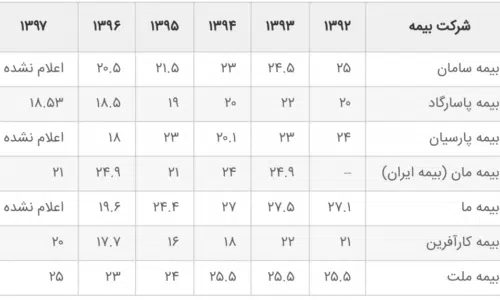 شرکت بیمه ۱۳۹۲ ۱۳۹۳ ۱۳۹۴ ۱۳۹۵ ۱۳۹۶ ۱۳۹۷
بیمه سامان ۲۵ ۲۴.۵ ۲۳ ۲۱.۵ ۲۰.۵ اعلام نشده
بیمه پاسارگاد ۲۰ ۲۲ ۲۰ ۱۹ ۱۸.۵ ۱۸.۵۳
بیمه پارسیان ۲۴ ۲۳ ۲۰.۱ ۲۳ ۱۸ اعلام نشده
بیمه مان (بیمه ایران) – ۲۴.۹ ۲۴ ۲۱ ۲۴.۹ ۲۱
بیمه ما ۲۷.۱ ۲۷.۵ ۲۷ ۲۴.۴ ۱۹.۶ اعلام نشده
بیمه کارآفرین ۲۱ ۲۲ ۱۸ ۱۶ ۱۷.۷ ۲۰
بیمه ملت ۲۵.۵ ۲۵.۵ ۲۵.۵ ۲۴ ۲۳ ۲۵